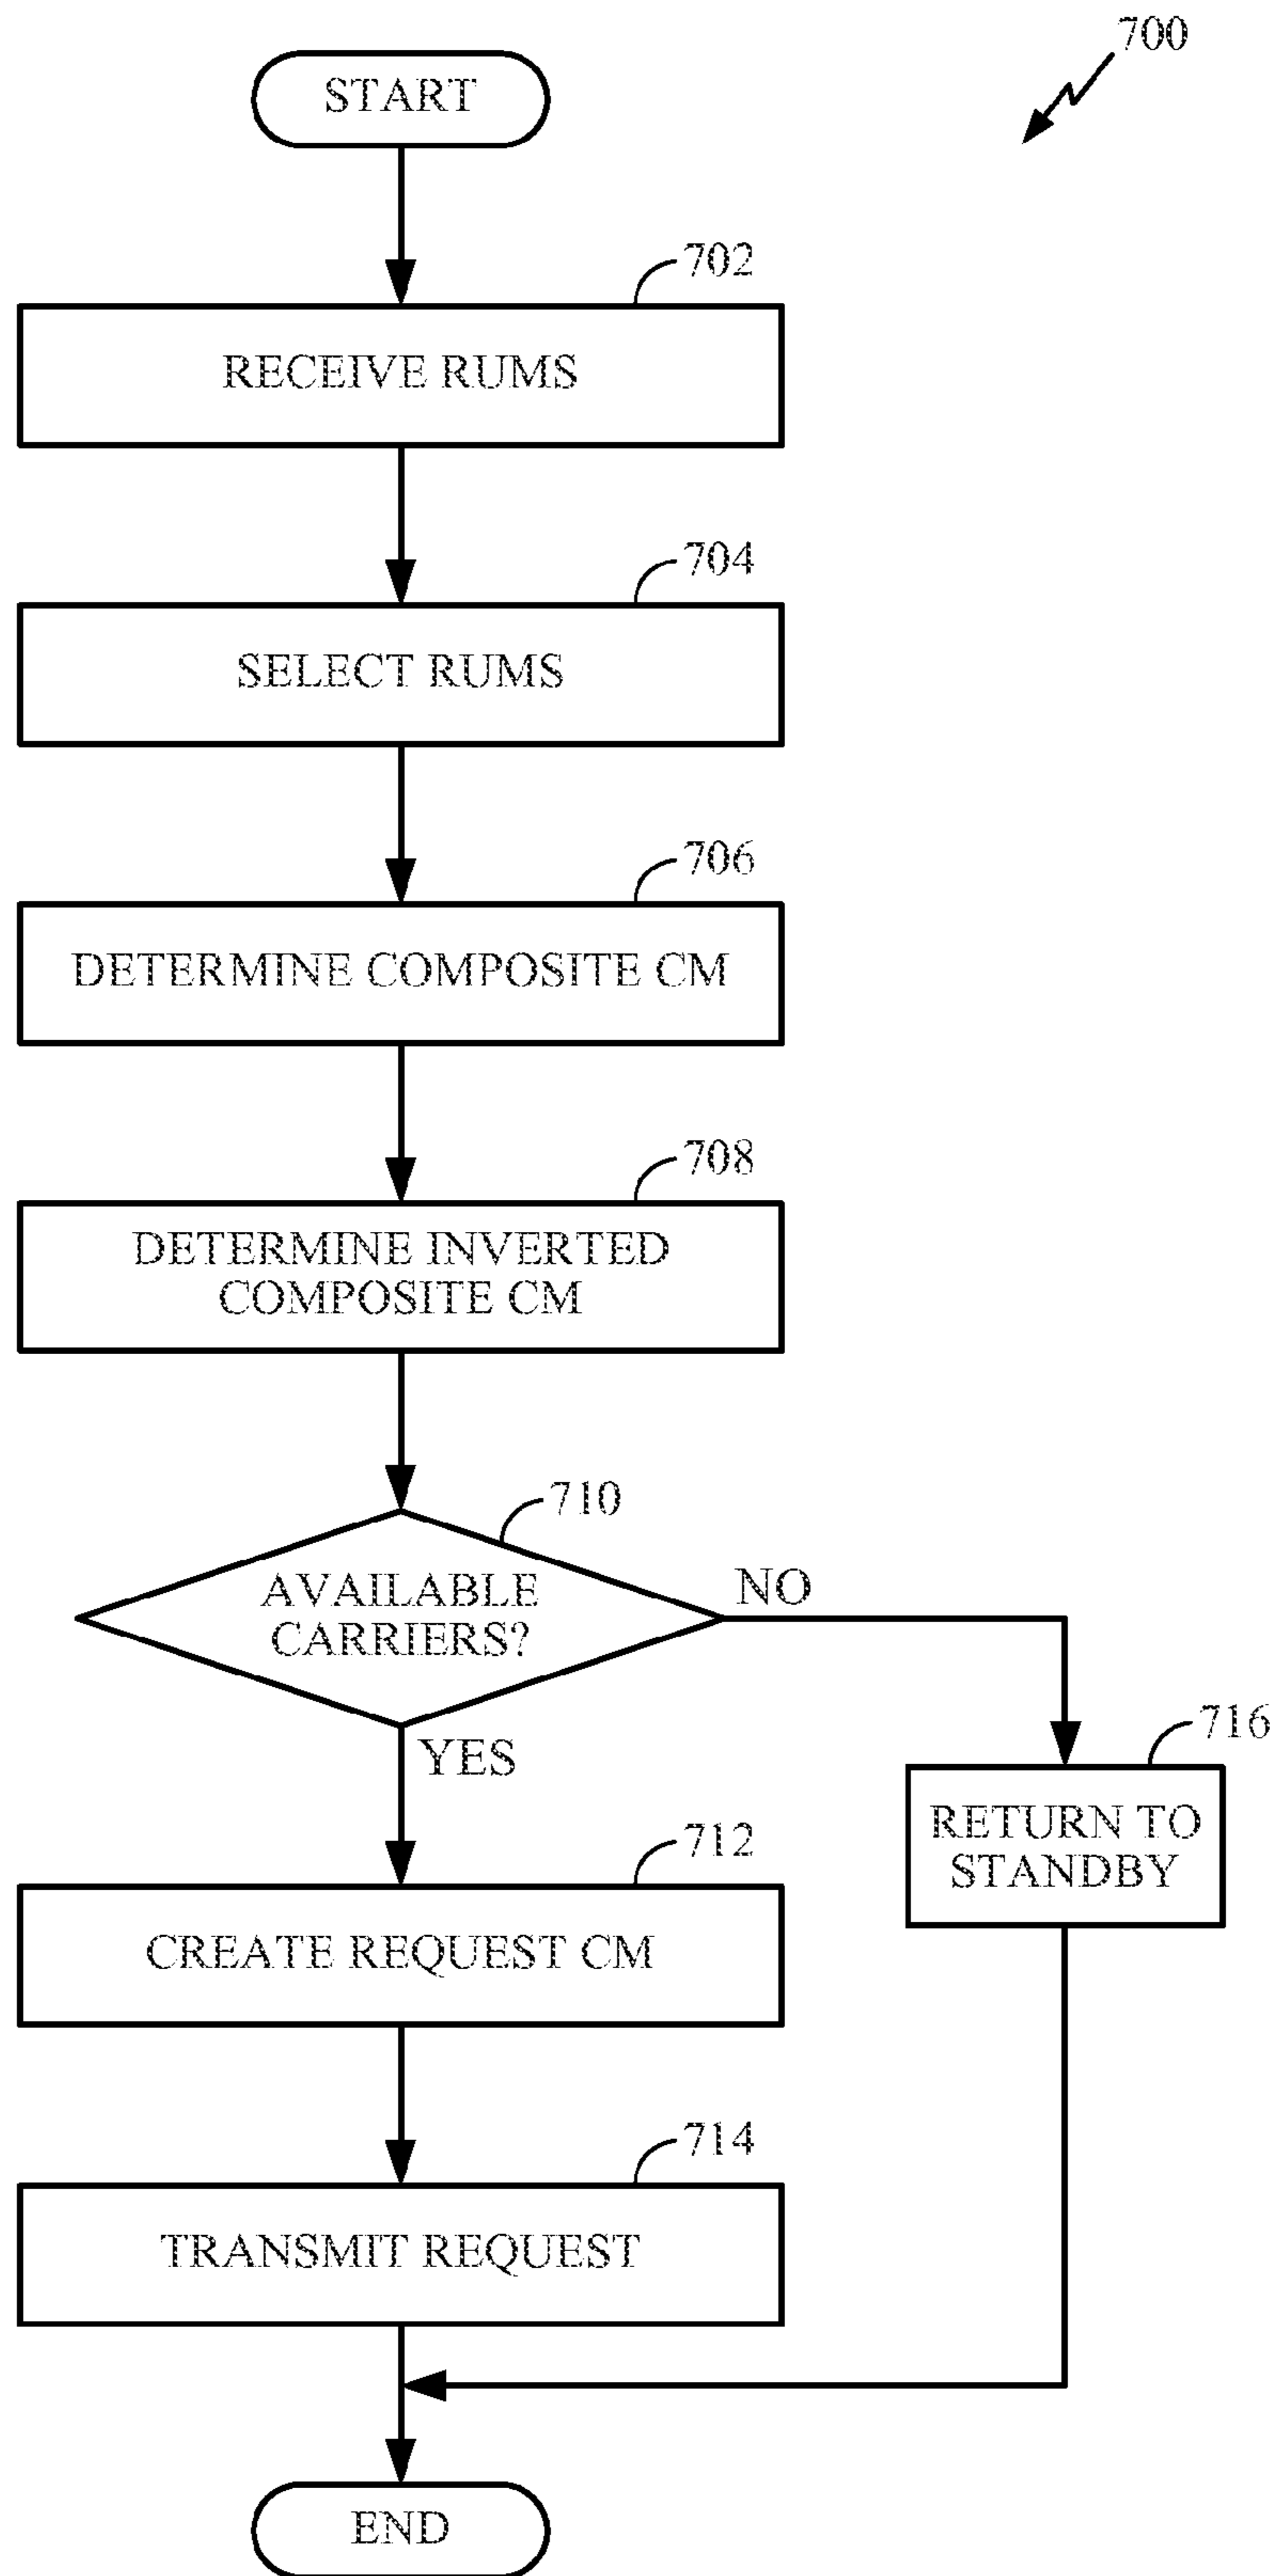 700
START
702
RECEIVE RUMS
704
SELECT RUMS
706
DETERMINE COMPOSITE CM
708
DETERMINE INVERTED
COMPOSITE CM
710
AVAILABLE
CARRIERS?
NO
YES
716
RETURN TO
STANDBY
712
CREATE REQUEST CM
714
TRANSMIT REQUEST
END